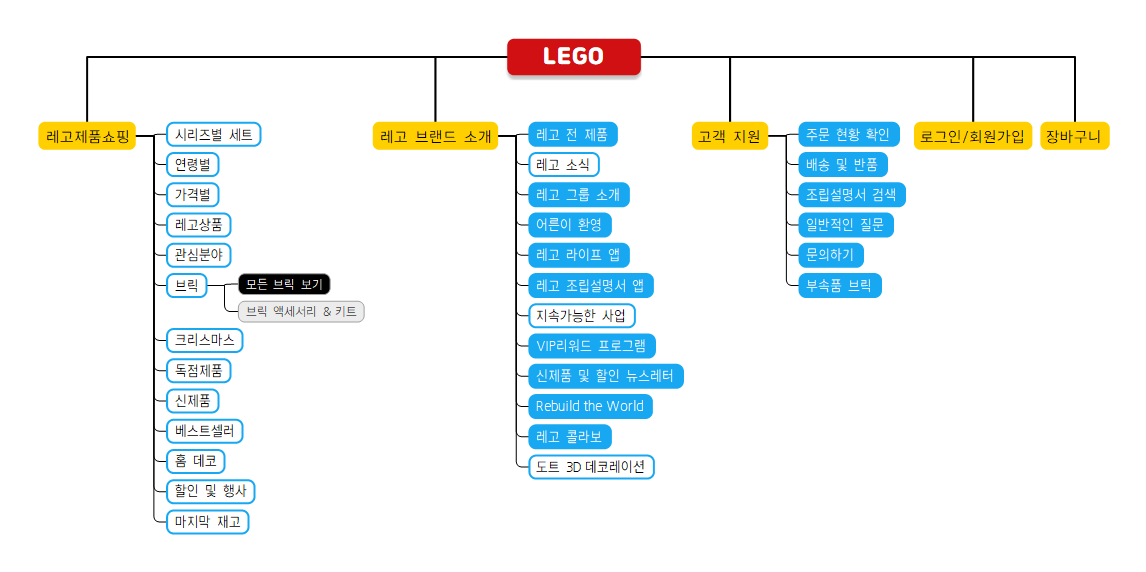 LEGO
레고제품쇼핑
시리즈별 세트
연령별
가격별
레고상품
관심분야
브릭
모든 브릭 보기
브릭 액세서리 & 키트
크리스마스
독점제품
신제품
베스트셀러
홈 데코
할인 및 행사
마지막 재고
레고 브랜드 소개
레고 전 제품
레고 소식
레고 그룹 소개
어른이 환영
레고 라이프 앱
레고 조립설명서 앱
지속가능한 사업
VIP리워드 프로그램
신제품 및 할인 뉴스레터
Rebuild the World
레고 콜라보
도트 3D 데코레이션
고객 지원
주문 현황 확인
배송 및 반품
조립설명서 검색
일반적인 질문
문의하기
부속품 브릭
로그인/회원가입
장바구니